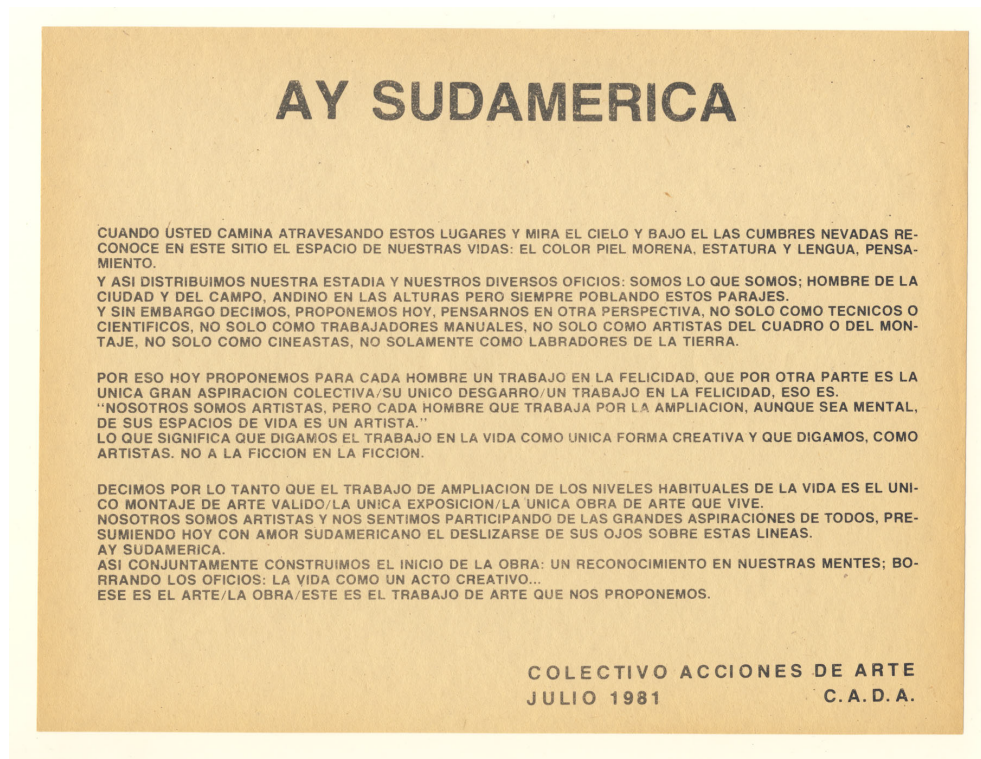 AY SUDAMERICA
CUANDO USTED CAMINA ATRAVESANDO ESTOS LUGARES Y MIRA EL CIELO Y BAJO EL LAS CUMBRES NEVADAS RE-
CONOCE EN ESTE SITIO EL ESPACIO DE NUESTRAS VIDAS: EL COLOR PIEL MORENA, ESTATURA Y LENGUA, PENSA-
MIENTO.
Y ASI DISTRIBUIMOS NUESTRA ESTADIA Y NUESTROS DIVERSOS OFICIOS: SOMOS LO QUE SOMOS; HOMBRE DE LA
CIUDAD Y DEL CAMPO, ANDINO EN LAS ALTURAS PERO SIEMPRE POBLANDO ESTOS PARAJES.
Y SIN EMBARGO DECIMOS, PROPONEMOS HOY, PENSARNOS EN OTRA PERSPECTIVA, NO SOLO COMO TECNICOS O
CIENTIFICOS, NO SOLO COMO TRABAJADORES MANUALES, NO SOLO COMO ARTISTAS DEL CUADRO O DEL MON-
TAJE, NO SOLO COMO CINEASTAS, NO SOLAMENTE COMO LABRADORES DE LA TIERRA.
POR ESO HOY PROPONEMOS PARA CADA HOMBRE UN TRABAJO EN LA FELICIDAD, QUE POR OTRA PARTE ES LA
UNICA GRAN ASPIRACION COLECTIVA/SU UNICO DESGARRO/UN TRABAJO EN LA FELICIDAD, ESO ES.
"NOSOTROS SOMOS ARTISTAS, PERO CADA HOMBRE QUE TRABAJA POR LA AMPLIACION, AUNQUE SEA MENTAL,
DE SUS ESPACIOS DE VIDA ES UN ARTISTA."
LO QUE SIGNIFICA QUE DIGAMOS EL TRABAJO EN LA VIDA COMO UNICA FORMA CREATIVA Y QUE DIGAMOS, COMO
ARTISTAS. NO A LA FICCION EN LA FICCION.
DECIMOS POR LO TANTO QUE EL TRABAJO DE AMPLIACION DE LOS NIVELES HABITUALES DE LA VIDA ES EL UNI-
CO MONTAJE DE ARTE VALIDO/LA UNICA EXPOSICION/LA UNICA OBRA DE ARTE QUE VIVE.
NOSOTROS SOMOS ARTISTAS Y NOS SENTIMOS PARTICIPANDO DE LAS GRANDES ASPIRACIONES DE TODOS, PRE-
SUMIENDO HOY CON AMOR SUDAMERICANO EL DESLIZARSE DE SUS OJOS SOBRE ESTAS LINEAS.
AY SUDAMERICA.
ASI CONJUNTAMENTE CONSTRUIMOS EL INICIO DE LA OBRA: UN RECONOCIMIENTO EN NUESTRAS MENTES; BO-
RRANDO LOS OFICIOS: LA VIDA COMO UN ACTO CREATIVO...
ESE ES EL ARTE/LA OBRA/ESTE ES EL TRABAJO DE ARTE QUE NOS PROPONEMOS.
COLECTIVO ACCIONES DE ARTE
JULIO 1981 C.A.D.A.